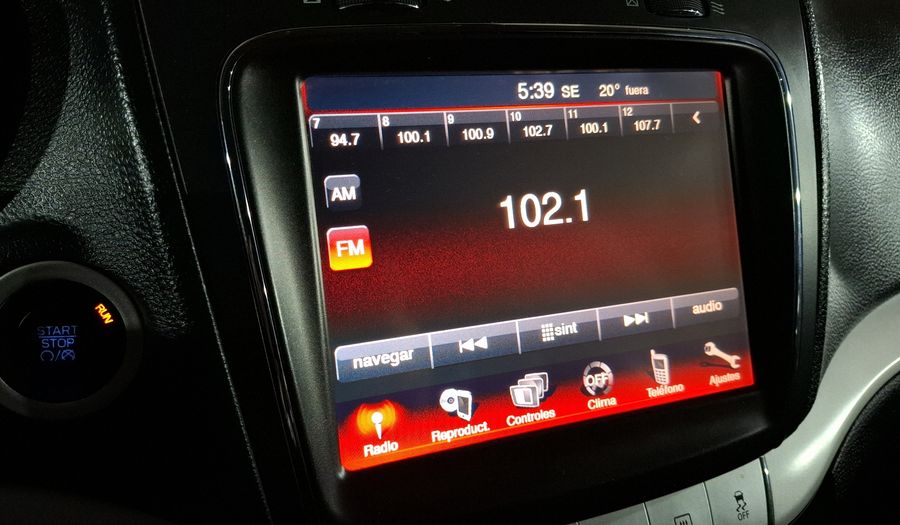 5:39 SE 20° fuera
7 8 9 10 11 12
94.7 100.1 100.9 102.7 100.1 107.7
AM
102.1
FM
RUN
START
STOP
navegar sint audio
OFF
Radio Reproduct. Controles Clima Teléfono Ajustes
OFF